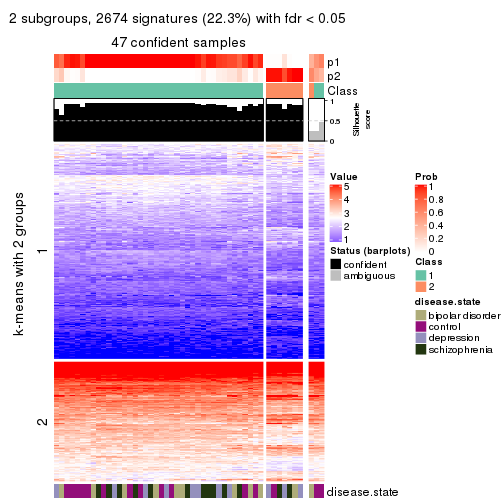 2 subgroups, 2674 signatures (22.3%) with fdr < 0.05
47 confident samples
p1
p2
Class
1
0.5
0
Silhouette
score
k-means with 2 groups
1
2
disease.state
Value
5
4
3
2
1
Status (barplots)
confident
ambiguous
Prob
1
0.8
0.6
0.4
0.2
0
Class
1
2
disease.state
bipolar disorder
control
depression
schizophrenia